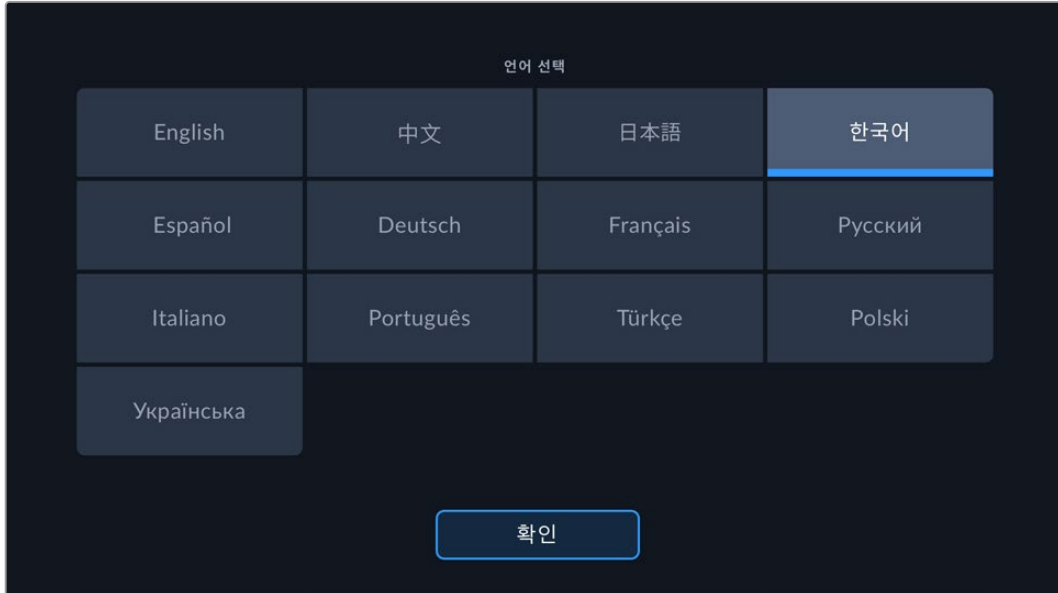 언어 선택
English 中文 日本語 한국어
Español Deutsch Français Русский
Italiano Português Türkçe Polski
Українська
확인